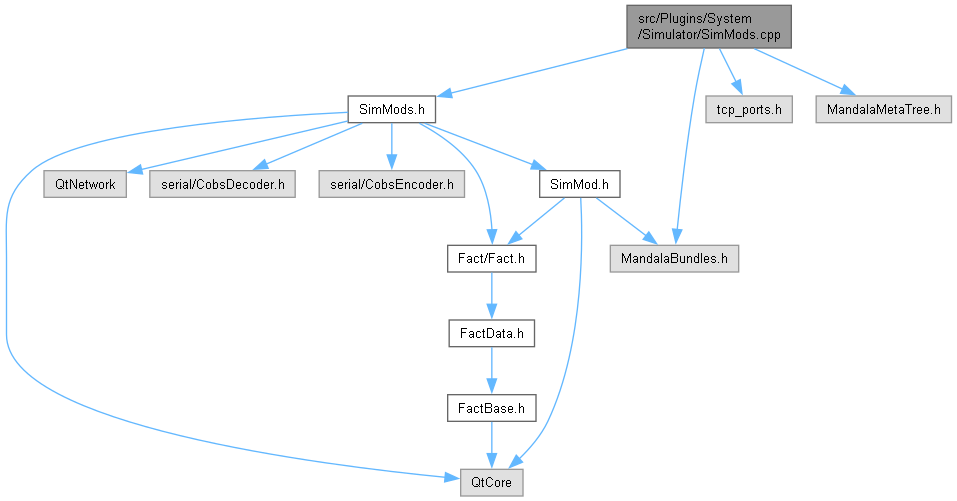 src/Plugins/System
/Simulator/SimMods.cpp
SimMods.h
tcp_ports.h
MandalaMetaTree.h
QtNetwork
serial/CobsDecoder.h
serial/CobsEncoder.h
SimMod.h
Fact/Fact.h
MandalaBundles.h
FactData.h
FactBase.h
QtCore